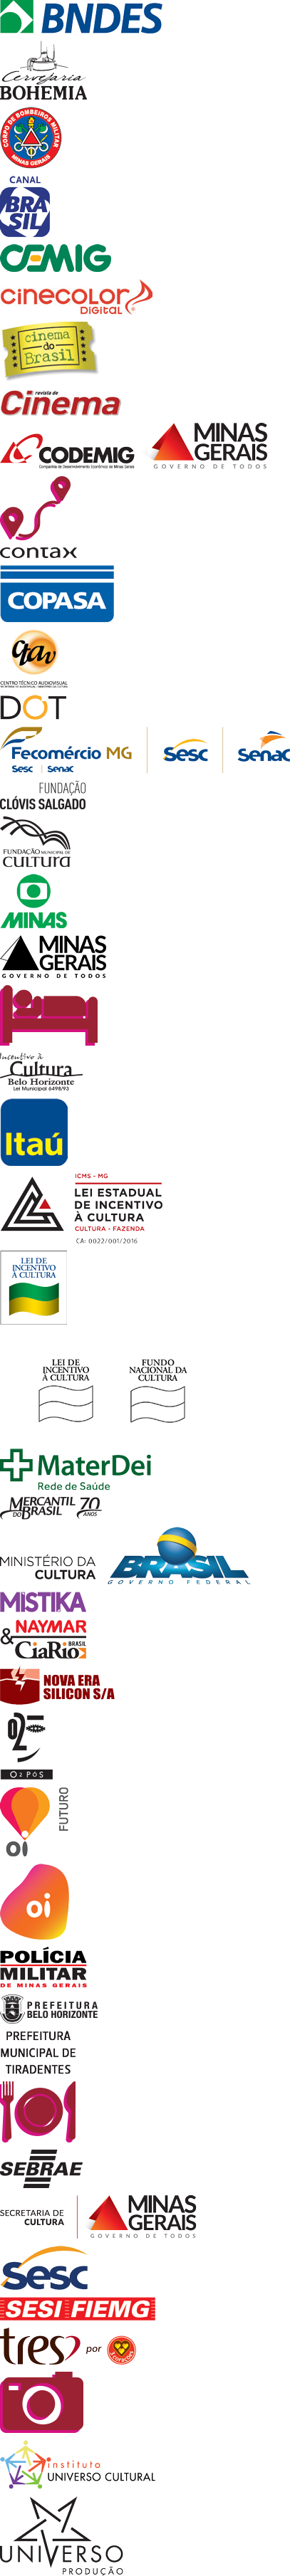 BNDES
Cervejaria
BOHEMIA
CORPO DE BOMBEIROS MILITAR
MINAS GERAIS
CANAL
BRA
SIL
CEMIG
cinecolor
DIGITAL
cinema
do
Brasil
revista de
Cinema
CODEMIG
Companhia de Desenvolvimento Econômico de Minas Gerais
MINAS
GERAIS
GOVERNO DE TODOS
contax
COPASA
ctav
CENTRO TÉCNICO AUDIOVISUAL
DOT
Fecomércio MG
Sesc Senac
Sesc
Senac
FUNDAÇÃO
CLÓVIS SALGADO
FUNDAÇÃO MUNICIPAL DE
CULTURA
MINAS
MINAS
GERAIS
GOVERNO DE TODOS
Incentivo à
Cultura
Belo Horizonte
Lei Municipal 6498/93
Itaú
ICMS - MG
LEI ESTADUAL
DE INCENTIVO
À CULTURA
CULTURA - FAZENDA
CA: 0022/001/2016
LEI DE
INCENTIVO
À CULTURA
LEI DE
INCENTIVO
À CULTURA
FUNDO
NACIONAL DA
CULTURA
MaterDei
Rede de Saúde
MERCANTIL
DO BRASIL
70
ANOS
MINISTÉRIO DA
CULTURA
BRASIL
GOVERNO FEDERAL
MISTIKA
NAYMAR
& CiaRio
BRASIL
NOVA ERA
SILICON S/A
O2
O2 PÓS
oi
FUTURO
oi
POLÍCIA
MILITAR
DE MINAS GERAIS
PREFEITURA
BELO HORIZONTE
PREFEITURA
MUNICIPAL DE
TIRADENTES
SEBRAE
SECRETARIA DE
CULTURA
MINAS
GERAIS
GOVERNO DE TODOS
Sesc
SESI FIEMG
tres
por
3
CORAÇÕES
instituto
UNIVERSO CULTURAL
UNIVERSO
PRODUÇÃO